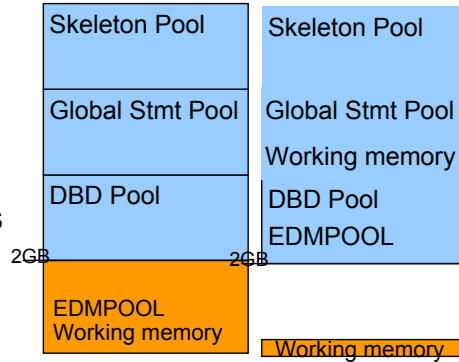 Skeleton Pool
Global Stmt Pool
DBD Pool
s
2GB
EDMPOOL
Working memory
Skeleton Pool
Global Stmt Pool
Working memory
DBD Pool
EDMPOOL
2GB
Working memory